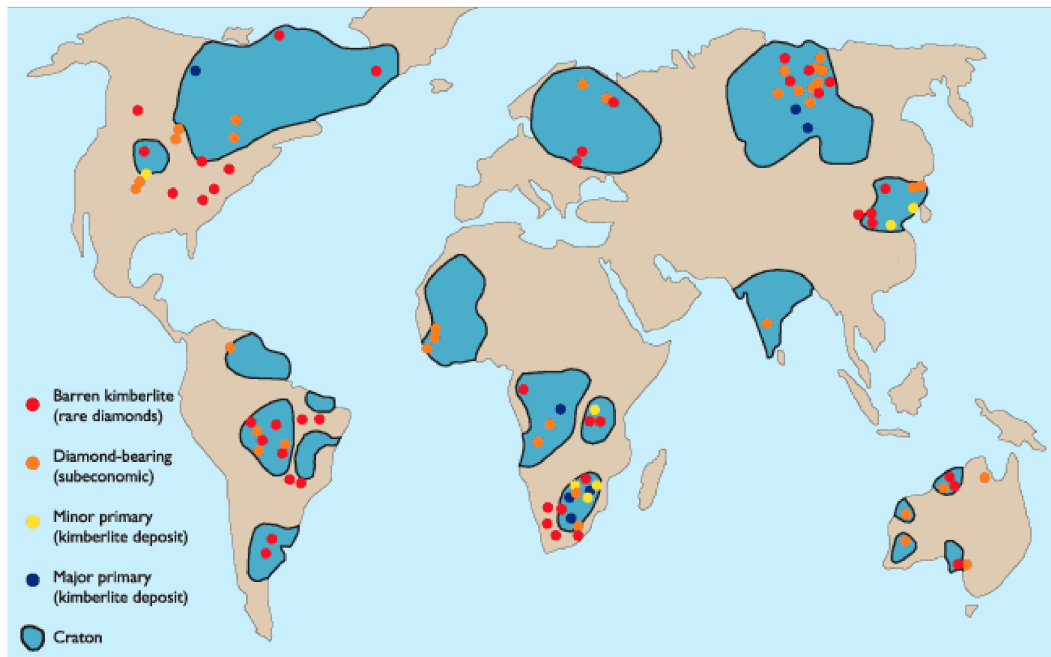 Barren kimberlite
(rare diamonds)
Diamond-bearing
(subeconomic)
Minor primary
(kimberlite deposit)
Major primary
(kimberlite deposit)
Craton